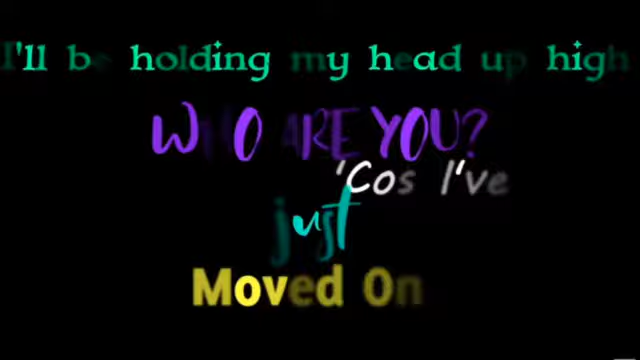 I'll be holding my head up high
WHO ARE YOU?
'Cos I've
just
Moved On